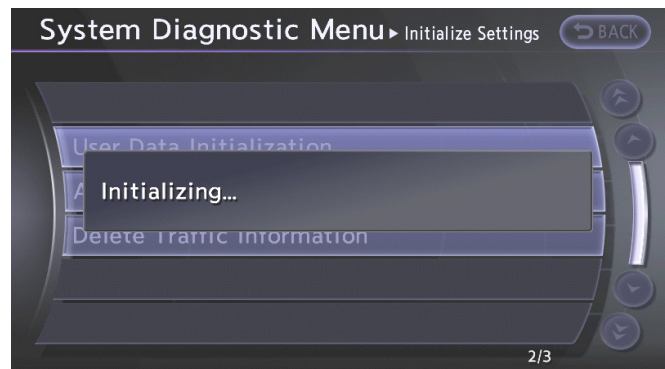 System Diagnostic Menu ▸ Initialize Settings BACK
User Data Initialization
A
Initializing...
Delete Traffic Information
2/3